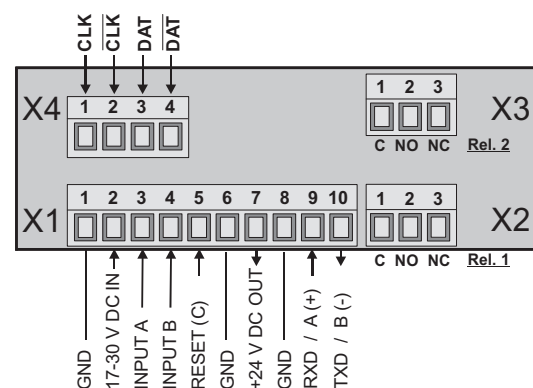 CLK
CLK
DAT
DAT
X4
1 2 3 4
1 2 3
X3
C NO NC
Rel. 2
X1
1 2 3 4 5 6 7 8 9 10
1 2 3
X2
C NO NC
Rel. 1
GND
17-30 V DC IN
INPUT A
INPUT B
RESET (C)
GND
+24 V DC OUT
GND
RXD / A (+)
TXD / B (-)